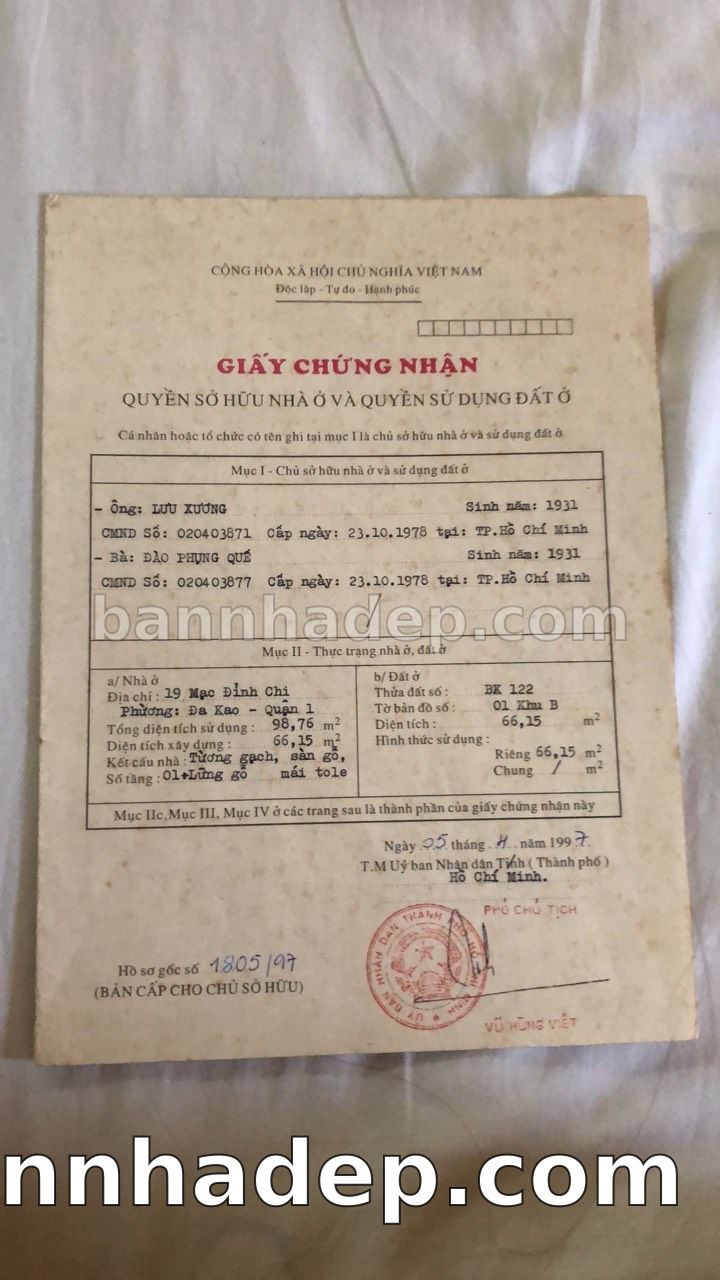 CỘNG HÒA XÃ HỘI CHỦ NGHĨA VIỆT NAM
Độc lập - Tự do - Hạnh phúc
GIẤY CHỨNG NHẬN
QUYỀN SỞ HỮU NHÀ Ở VÀ QUYỀN SỬ DỤNG ĐẤT Ở
Cá nhân hoặc tổ chức có tên ghi tại mục I là chủ sở hữu nhà ở và sử dụng đất ở
Mục I - Chủ sở hữu nhà ở và sử dụng đất ở
- Ông: LƯU XƯƠNG Sinh năm: 1931
CMND Số: 020403871 Cấp ngày: 23.10.1978 tại: TP.Hồ Chí Minh
- Bà: ĐÀO PHỤNG QUẾ Sinh năm: 1931
CMND Số: 020403877 Cấp ngày: 23.10.1978 tại: TP.Hồ Chí Minh
bannhadep.com
Mục II - Thực trạng nhà ở, đất ở
a/ Nhà ở
Địa chỉ : 19 Mạc Đỉnh Chi
Phường: Đa Kao - Quận 1
Tổng diện tích sử dụng : 98,76 m²
Diện tích xây dựng : 66,15 m²
Kết cấu nhà : Tường gạch, sàn gỗ,
Số tầng : 01+Lửng gỗ mái tole
b/ Đất ở
Thửa đất số : BK 122
Tờ bản đồ số : 01 Khu B
Diện tích : 66,15 m²
Hình thức sử dụng :
Riêng 66,15 m²
Chung / m²
Mục IIc, Mục III, Mục IV ở các trang sau là thành phần của giấy chứng nhận này
Ngày 05 tháng 4 năm 1997
T.M Uỷ ban Nhân dân Tỉnh ( Thành phố )
Hồ Chí Minh.
PHÓ CHỦ TỊCH
ỦY BAN NHÂN DÂN THÀNH PHỐ HỒ CHÍ MINH
Hồ sơ gốc số 1805/97
(BẢN CẤP CHO CHỦ SỞ HỮU)
VŨ HÙNG VIỆT
nnhadep.com